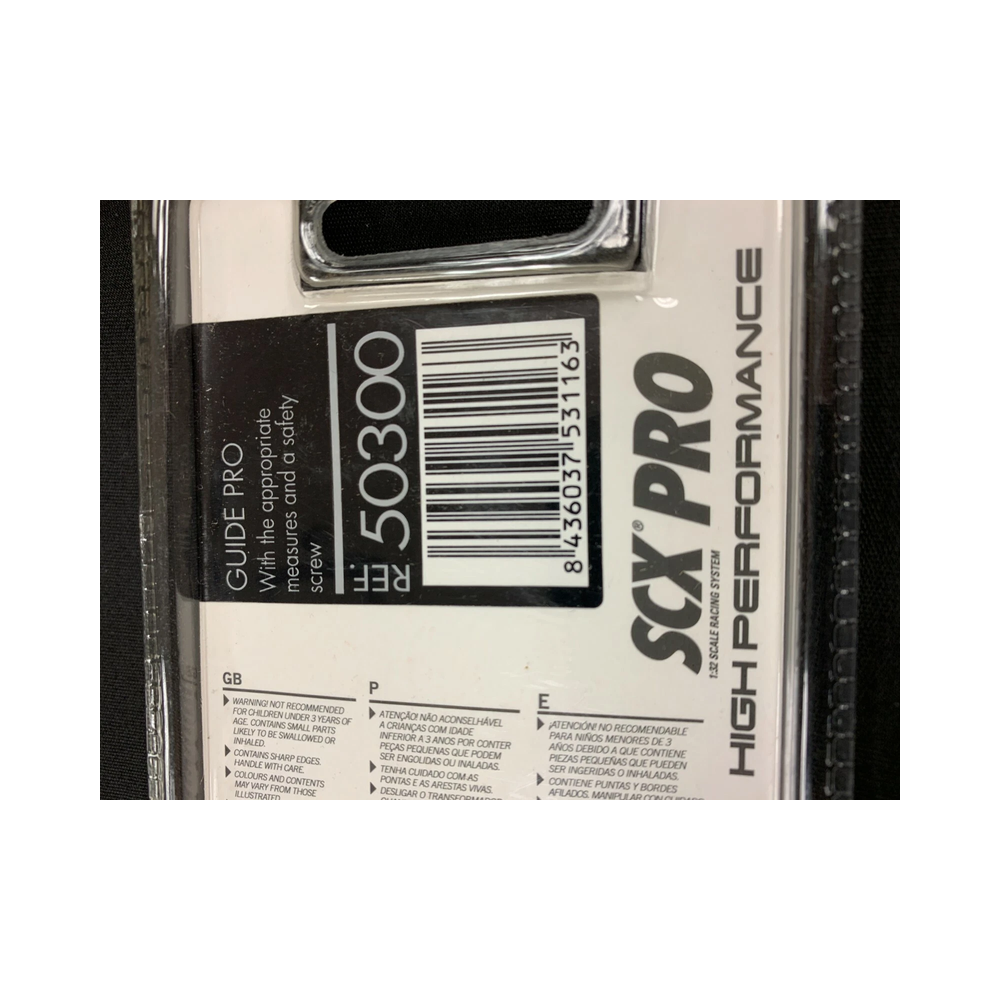 GUIDE PRO
With the appropriate
measures and a safety
screw
REF. 50300
8 436037 531163
SCX® PRO
1:32 SCALE RACING SYSTEM
HIGH PERFORMANCE
GB
WARNING! NOT RECOMMENDED
FOR CHILDREN UNDER 3 YEARS OF
AGE. CONTAINS SMALL PARTS
LIKELY TO BE SWALLOWED OR
INHALED.
CONTAINS SHARP EDGES.
HANDLE WITH CARE.
COLOURS AND CONTENTS
MAY VARY FROM THOSE
ILLUSTRATED.
P
ATENÇÃO! NÃO ACONSELHÁVEL
A CRIANÇAS COM IDADE
INFERIOR A 3 ANOS POR CONTER
PEÇAS PEQUENAS QUE PODEM
SER ENGOLIDAS OU INALADAS.
TENHA CUIDADO COM AS
PONTAS E AS ARESTAS VIVAS.
DESLIGAR O TRANSFORMADOR
E
¡ATENCIÓN! NO RECOMENDABLE
PARA NIÑOS MENORES DE 3
AÑOS DEBIDO A QUE CONTIENE
PIEZAS PEQUEÑAS QUE PUEDEN
SER INGERIDAS O INHALADAS.
CONTIENE PUNTAS Y BORDES
AFILADOS. MANIPULAR CON CUIDADO